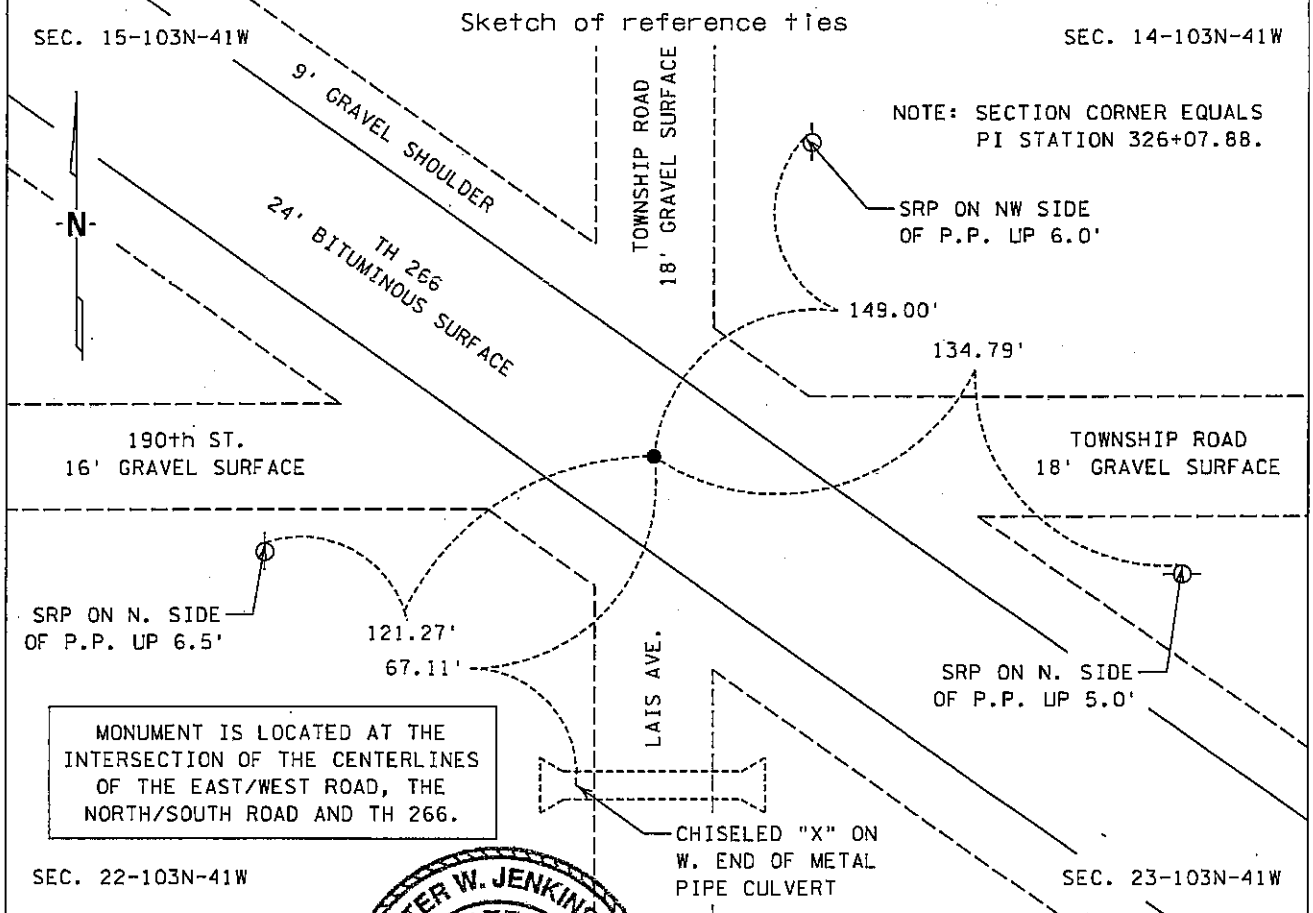 Sketch of reference ties
SEC. 15-103N-41W
SEC. 14-103N-41W
9' GRAVEL SHOULDER
TOWNSHIP ROAD
18' GRAVEL SURFACE
NOTE: SECTION CORNER EQUALS
PI STATION 326+07.88.
-N-
SRP ON NW SIDE
OF P.P. UP 6.0'
TH 266
24' BITUMINOUS SURFACE
149.00'
134.79'
190th ST.
16' GRAVEL SURFACE
TOWNSHIP ROAD
18' GRAVEL SURFACE
SRP ON N. SIDE
OF P.P. UP 6.5'
121.27'
67.11'
LAIS AVE.
SRP ON N. SIDE
OF P.P. UP 5.0'
MONUMENT IS LOCATED AT THE
INTERSECTION OF THE CENTERLINES
OF THE EAST/WEST ROAD, THE
NORTH/SOUTH ROAD AND TH 266.
CHISELED "X" ON
W. END OF METAL
PIPE CULVERT
SEC. 22-103N-41W
SEC. 23-103N-41W
W. JENKINS